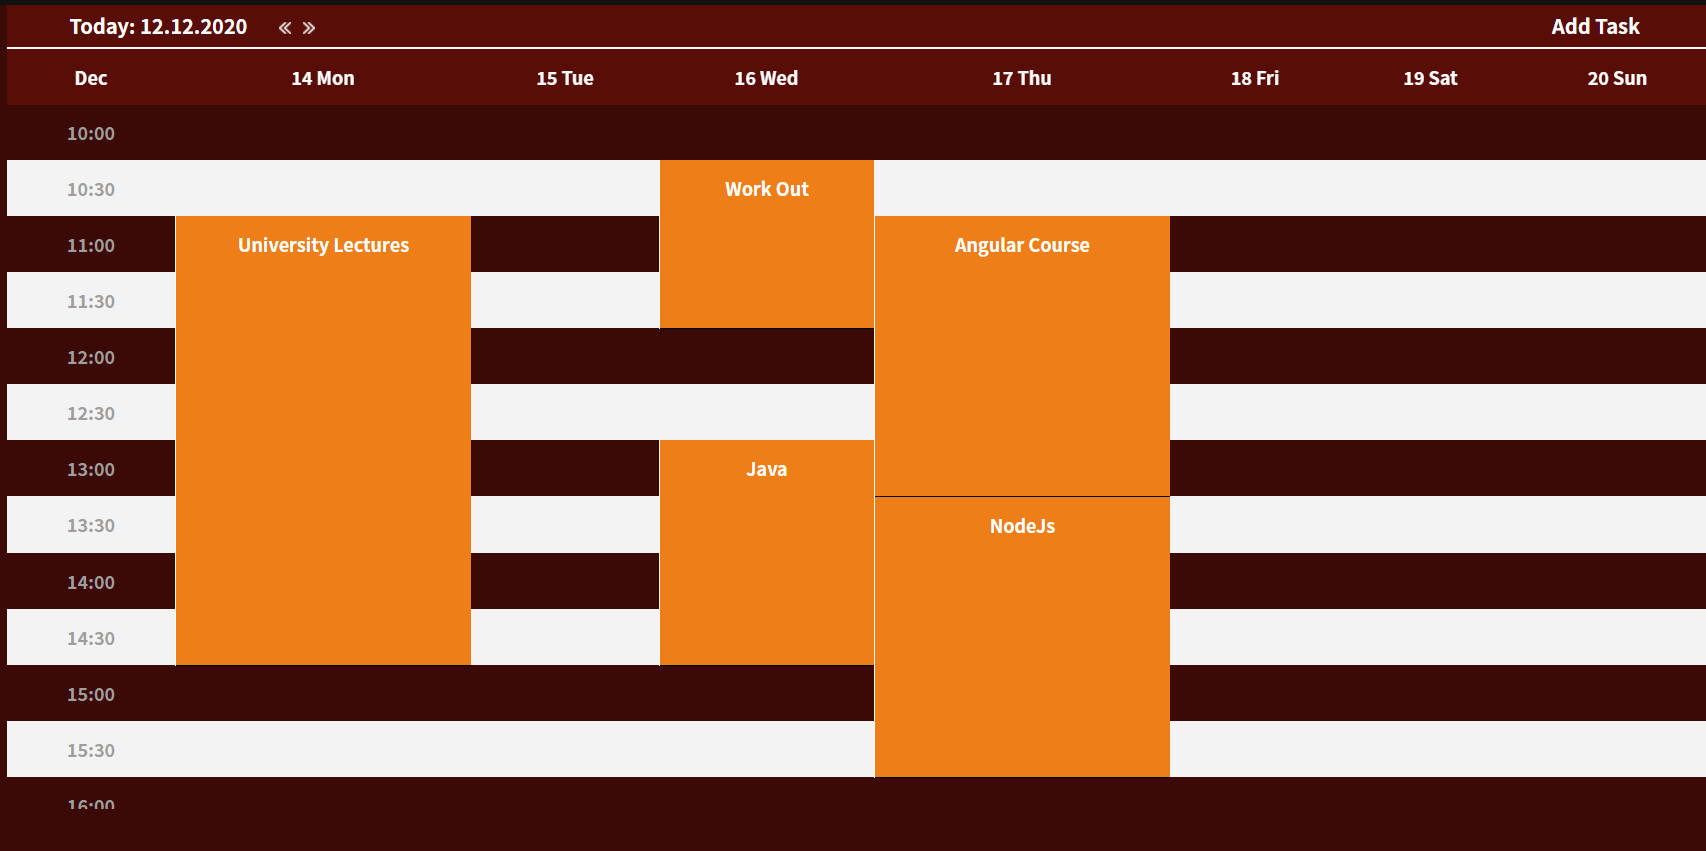 Today: 12.12.2020 « » Add Task
Dec 14 Mon 15 Tue 16 Wed 17 Thu 18 Fri 19 Sat 20 Sun
10:00
10:30 Work Out
11:00 University Lectures Angular Course
11:30
12:00
12:30
13:00 Java
13:30 NodeJs
14:00
14:30
15:00
15:30
16:00